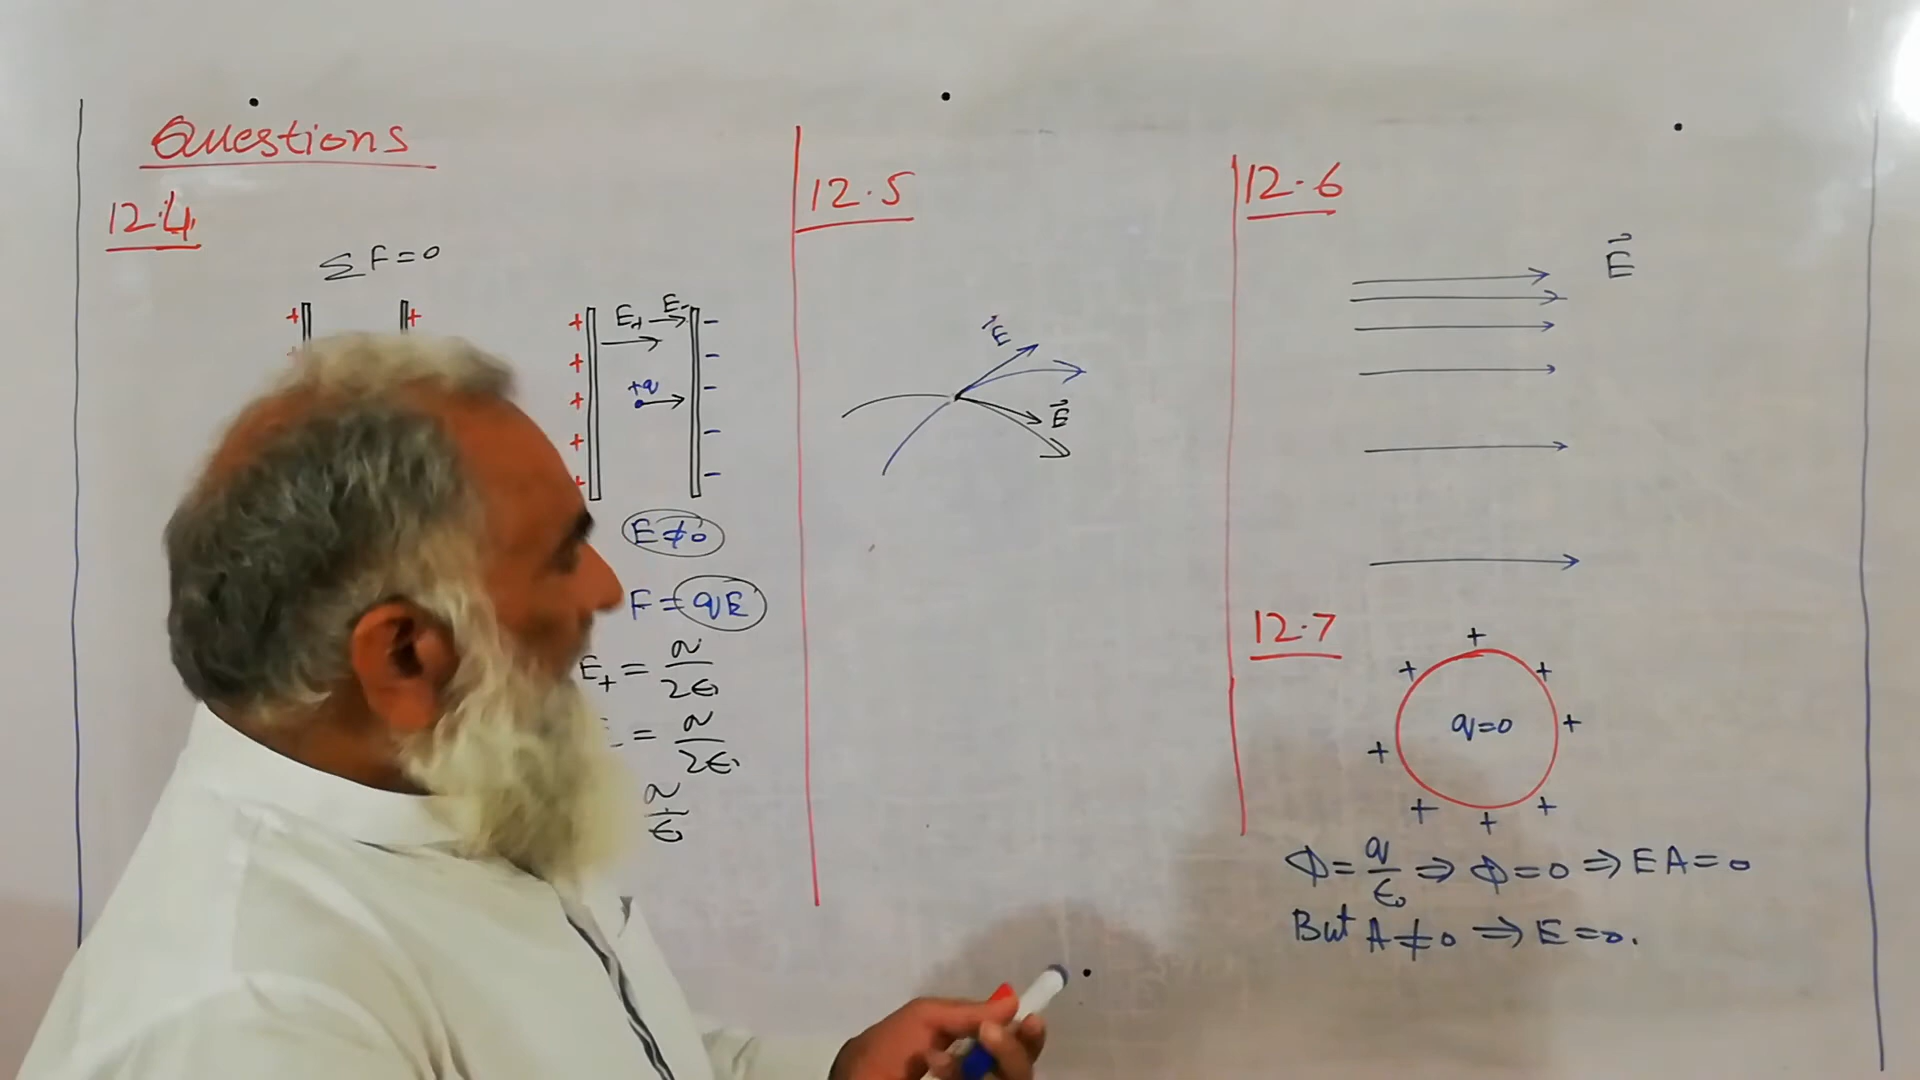 Questions
12.4
ΣF=0
+ +
+ E+ E- −
+ −
+ +q −
+ −
+ −
E≠0
F=qE
E+ = σ/2ε₀
- = σ/2ε₀
σ/ε₀
12.5
E⃗
E⃗
12.6
E⃗
12.7
+
+ +
q=0 +
+
+ +
+
Φ = q/ε₀ ⇒ Φ=0 ⇒ EA=0
But A≠0 ⇒ E=0.